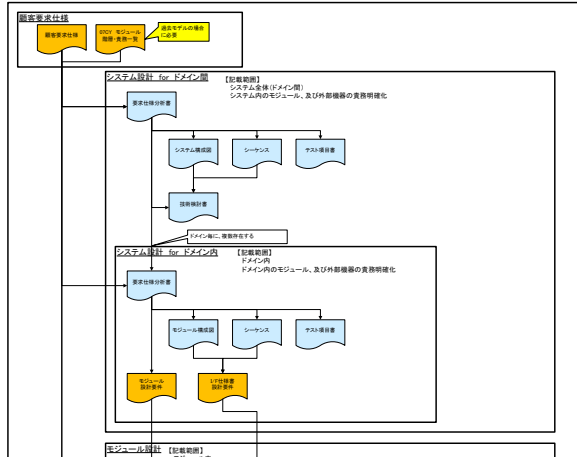 顧客要求仕様
顧客要求仕様
07CY モジュール
機能・責務一覧
過去モデルの場合
に必要
システム設計 for ドメイン間
【記載範囲】
システム全体(ドメイン間)
システム内のモジュール、及び外部機器の責務明確化
要求仕様分析書
システム構成図
シーケンス
テスト項目書
技術検討書
ドメイン毎に、複数存在する
システム設計 for ドメイン内
【記載範囲】
ドメイン内
ドメイン内のモジュール、及び外部機器の責務明確化
要求仕様分析書
モジュール構成図
シーケンス
テスト項目書
モジュール
設計要件
I/F仕様書
設計要件
モジュール設計
【記載範囲】